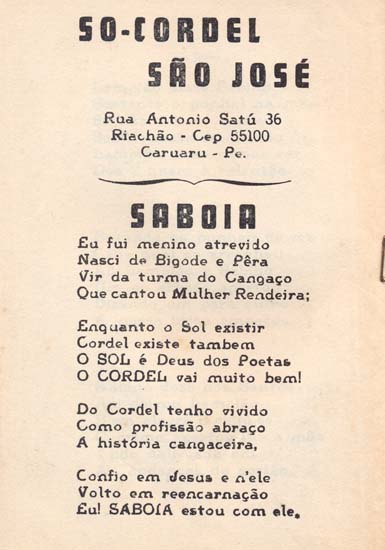 SO-CORDEL
SÃO JOSÉ
Rua Antonio Satú 36
Riachão - Cep 55100
Caruaru - Pe.
SABOIA
Eu fui menino atrevido
Nasci de Bigode e Pêra
Vir da turma do Cangaço
Que cantou Mulher Rendeira;
Enquanto o Sol existir
Cordel existe tambem
O SOL é Deus dos Poetas
O CORDEL vai muito bem!
Do Cordel tenho vivido
Como profissão abraço
A história cangaceira,
Confio em Jesus e n'ele
Volto em reencarnação
Eu! SABOIA estou com ele.